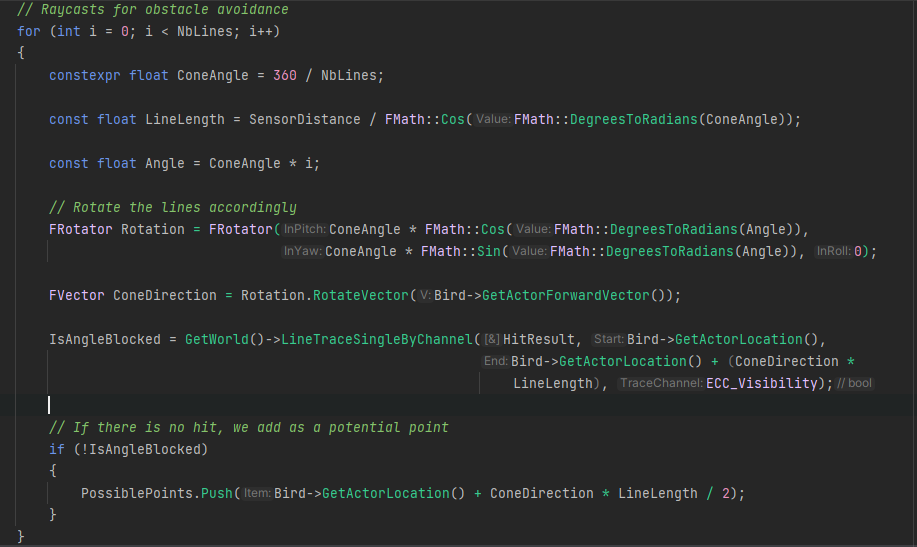 // Raycasts for obstacle avoidance
for (int i = 0; i < NbLines; i++)
{
constexpr float ConeAngle = 360 / NbLines;
const float LineLength = SensorDistance / FMath::Cos( Value: FMath::DegreesToRadians(ConeAngle));
const float Angle = ConeAngle * i;
// Rotate the lines accordingly
FRotator Rotation = FRotator( InPitch: ConeAngle * FMath::Cos( Value: FMath::DegreesToRadians(Angle)),
InYaw: ConeAngle * FMath::Sin( Value: FMath::DegreesToRadians(Angle)), InRoll: 0);
FVector ConeDirection = Rotation.RotateVector( V: Bird->GetActorForwardVector());
IsAngleBlocked = GetWorld()->LineTraceSingleByChannel( [&] HitResult, Start: Bird->GetActorLocation(),
End: Bird->GetActorLocation() + (ConeDirection *
LineLength), TraceChannel: ECC_Visibility); // bool
// If there is no hit, we add as a potential point
if (!IsAngleBlocked)
{
PossiblePoints.Push( Item: Bird->GetActorLocation() + ConeDirection * LineLength / 2);
}
}